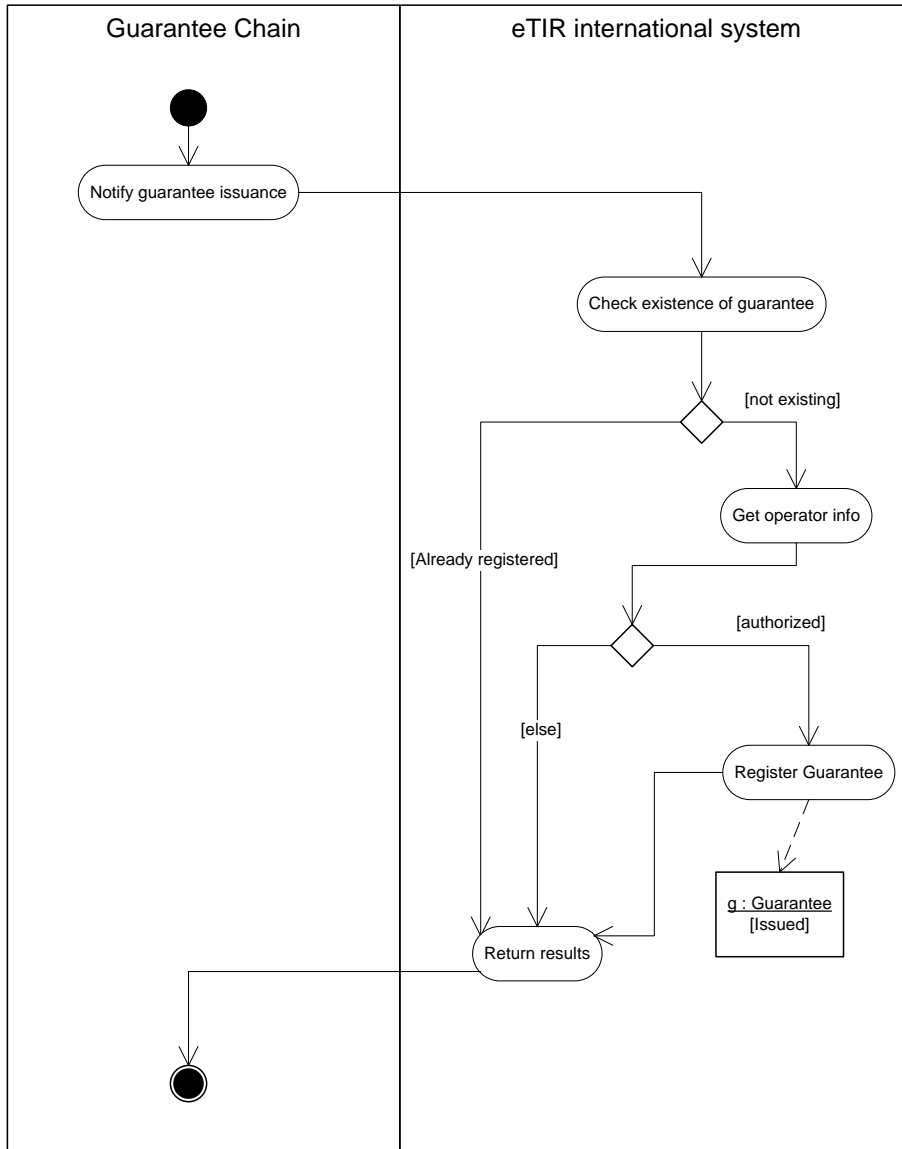 Guarantee Chain
eTIR international system
Notify guarantee issuance
Check existence of guarantee
[not existing]
Get operator info
[Already registered]
[authorized]
[else]
Register Guarantee
g : Guarantee
[Issued]
Return results